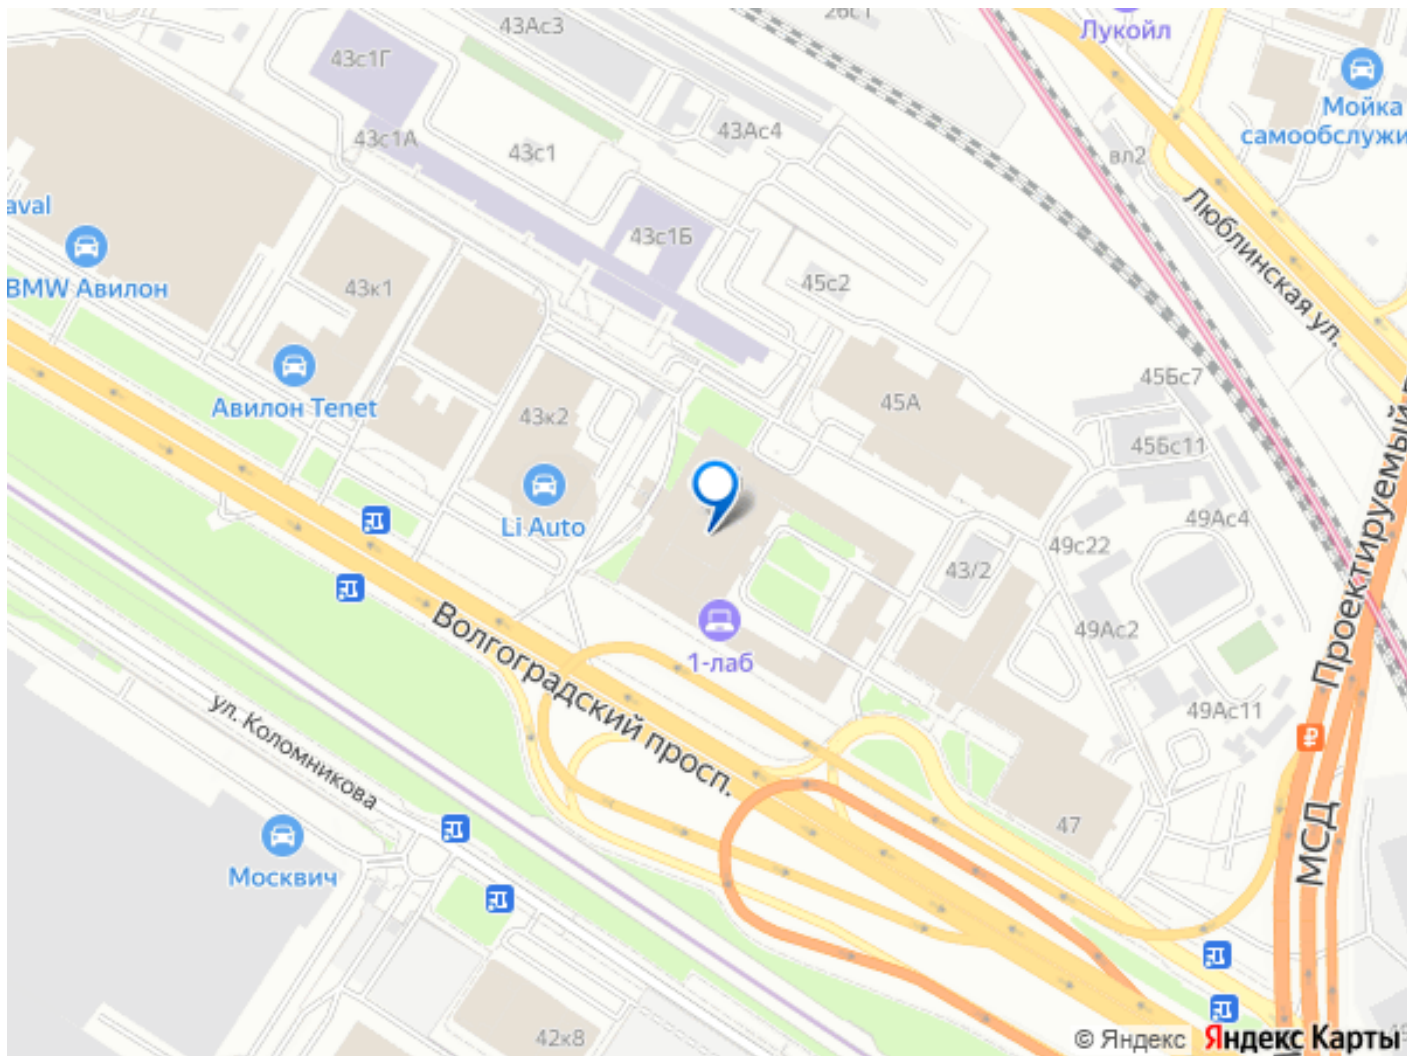 26с1
43Ас3
Лукойл
43с1Г
Мойка
самообслужи
43Ас4
43с1А
43с1
вл2
Люблинская ул.
aval
43с1Б
BMW Авилон
43к1
45с2
45Бс7
Авилон Tenet
43к2
45А
45Бс11
Проектируемый
Li Auto
49Ас4
49с22
43/2
Волгоградский просп.
49Ас2
1-лаб
ул. Коломникова
49Ас11
₽
47
МСД
Москвич
42к8
© Яндекс
Яндекс Карты